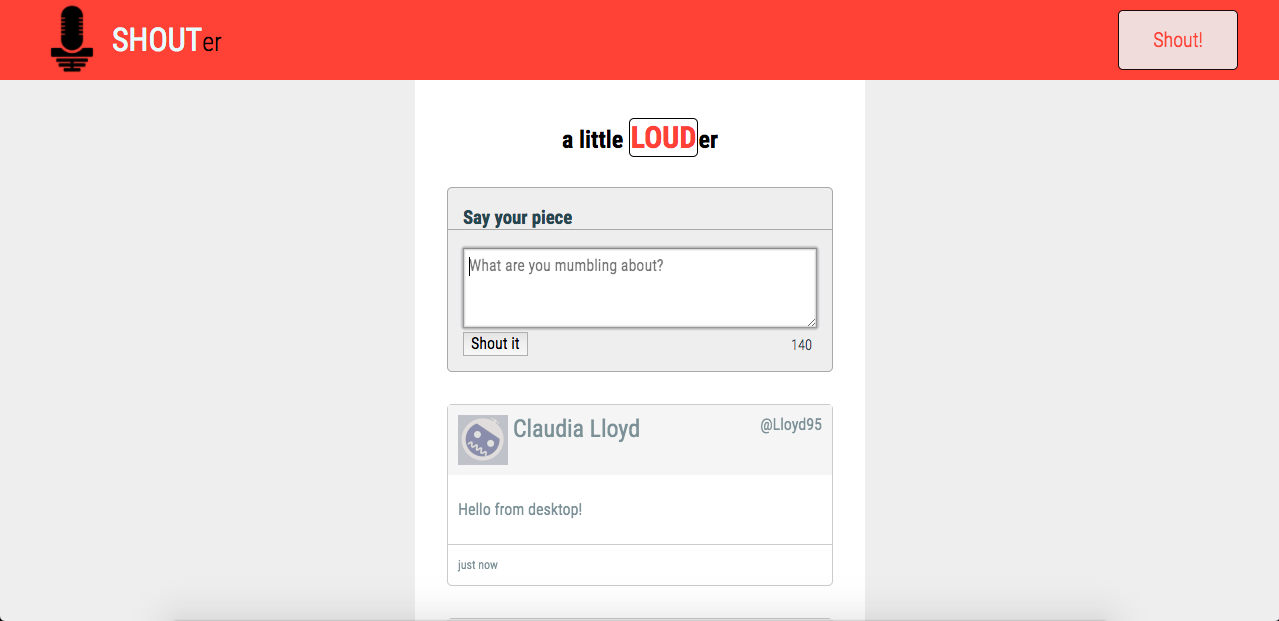 SHOUTer
Shout!
a little LOUDer
Say your piece
What are you mumbling about?
Shout it
140
Claudia Lloyd
@Lloyd95
Hello from desktop!
just now